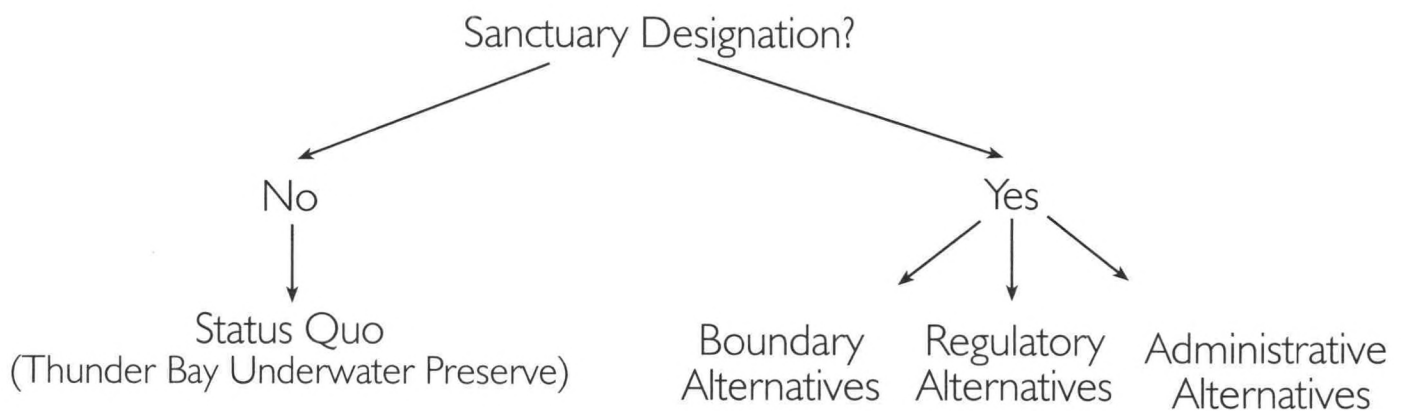 Sanctuary Designation?
No
Yes
Status Quo
(Thunder Bay Underwater Preserve)
Boundary
Alternatives
Regulatory
Alternatives
Administrative
Alternatives